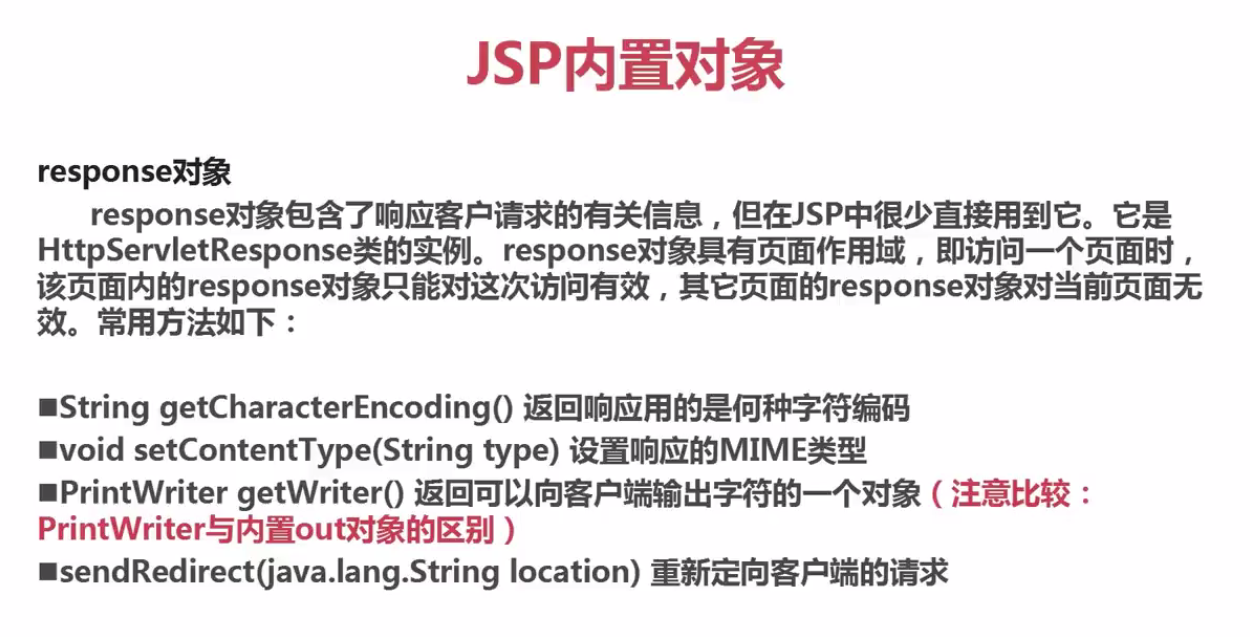 JSP内置对象
response对象
response对象包含了响应客户请求的有关信息，但在JSP中很少直接用到它。它是
HttpServletResponse类的实例。response对象具有页面作用域，即访问一个页面时，
该页面内的response对象只能对这次访问有效，其它页面的response对象对当前页面无
效。常用方法如下：
■String getCharacterEncoding() 返回响应用的是何种字符编码
■void setContentType(String type) 设置响应的MIME类型
■PrintWriter getWriter() 返回可以向客户端输出字符的一个对象（注意比较：
PrintWriter与内置out对象的区别）
■sendRedirect(java.lang.String location) 重新定向客户端的请求